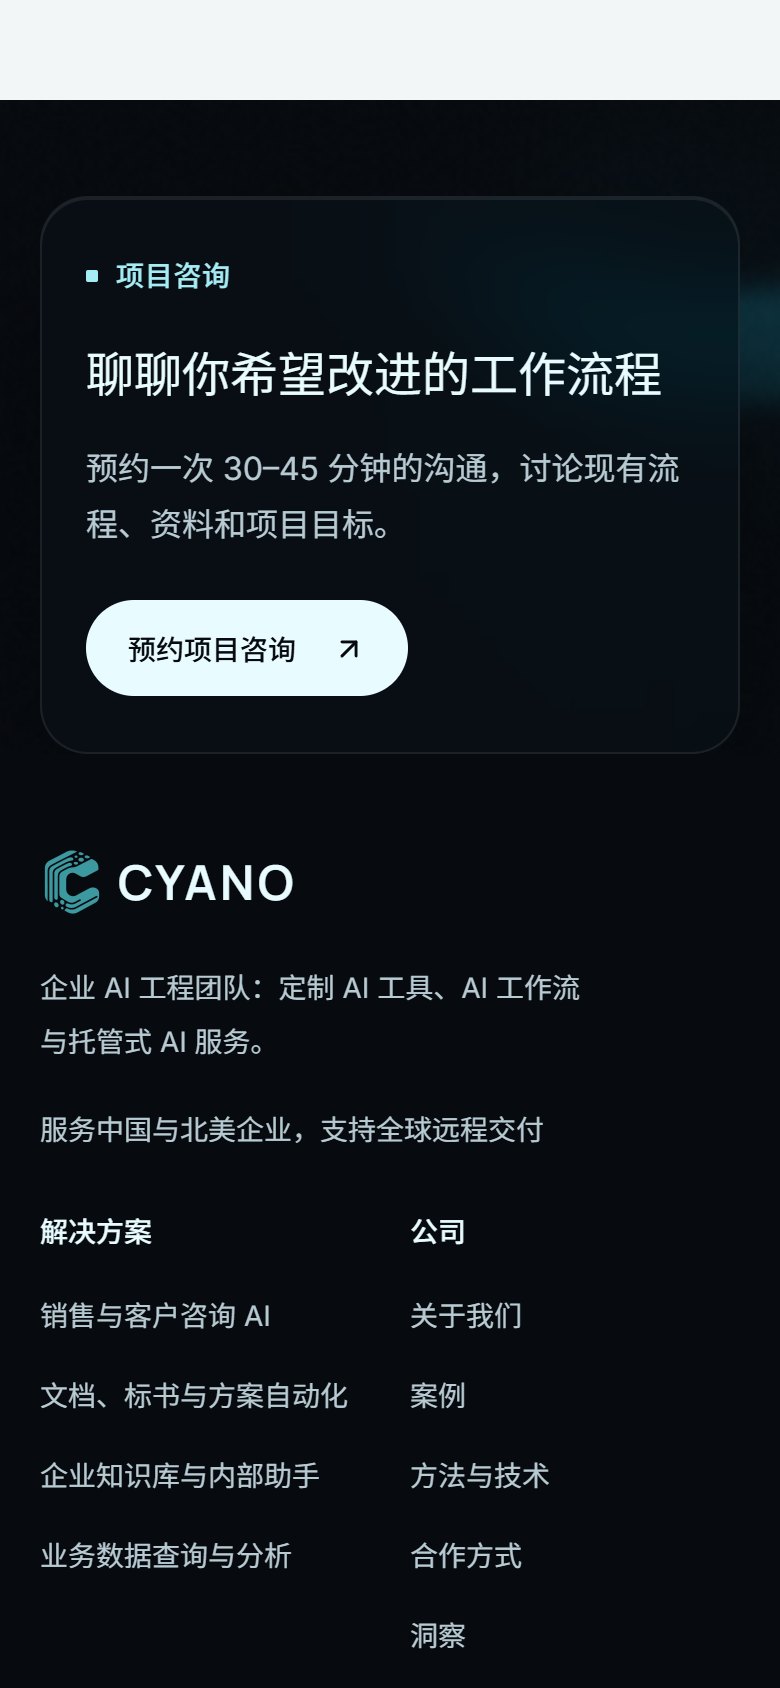 项目咨询
聊聊你希望改进的工作流程
预约一次 30–45 分钟的沟通，讨论现有流
程、资料和项目目标。
预约项目咨询
CYANO
企业 AI 工程团队：定制 AI 工具、AI 工作流
与托管式 AI 服务。
服务中国与北美企业，支持全球远程交付
解决方案
销售与客户咨询 AI
文档、标书与方案自动化
企业知识库与内部助手
业务数据查询与分析
公司
关于我们
案例
方法与技术
合作方式
洞察